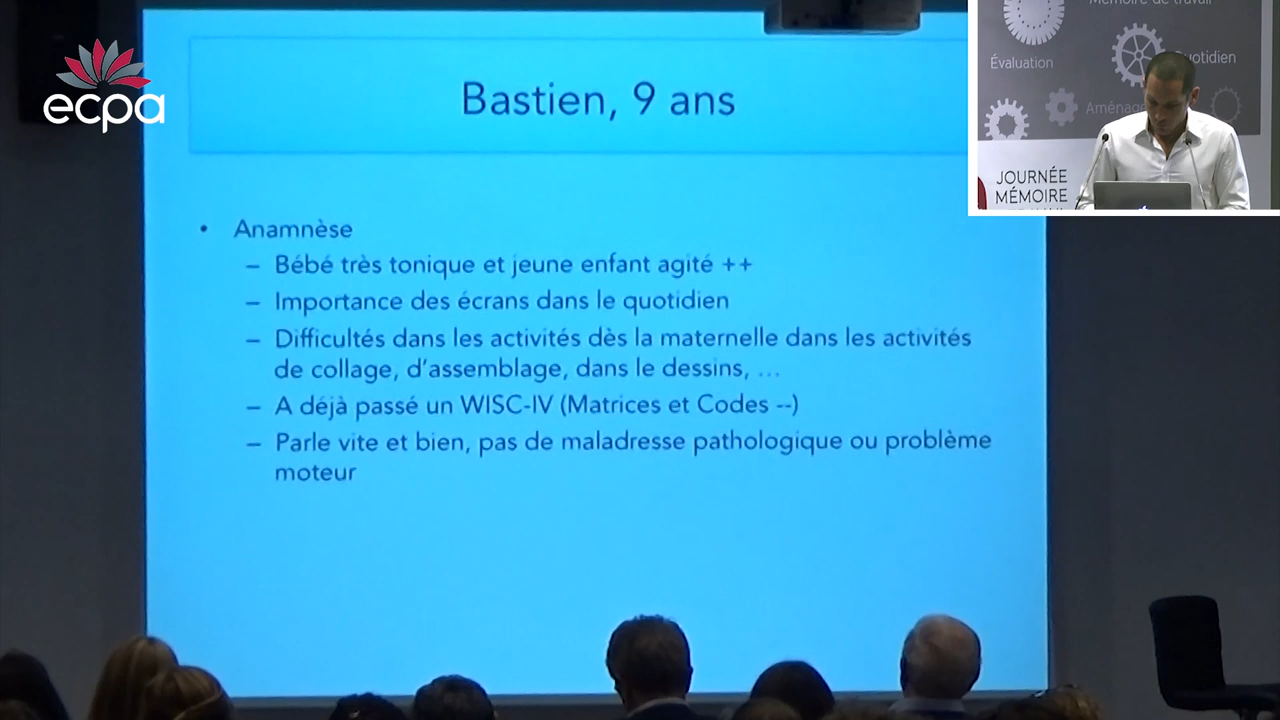 ecpa
Bastien, 9 ans
• Anamnèse
– Bébé très tonique et jeune enfant agité ++
– Importance des écrans dans le quotidien
– Difficultés dans les activités dès la maternelle dans les activités
de collage, d'assemblage, dans le dessins, …
– A déjà passé un WISC-IV (Matrices et Codes --)
– Parle vite et bien, pas de maladresse pathologique ou problème
moteur
Mémoire de travail
Évaluation
Quotidien
JOURNÉE
MÉMOIRE